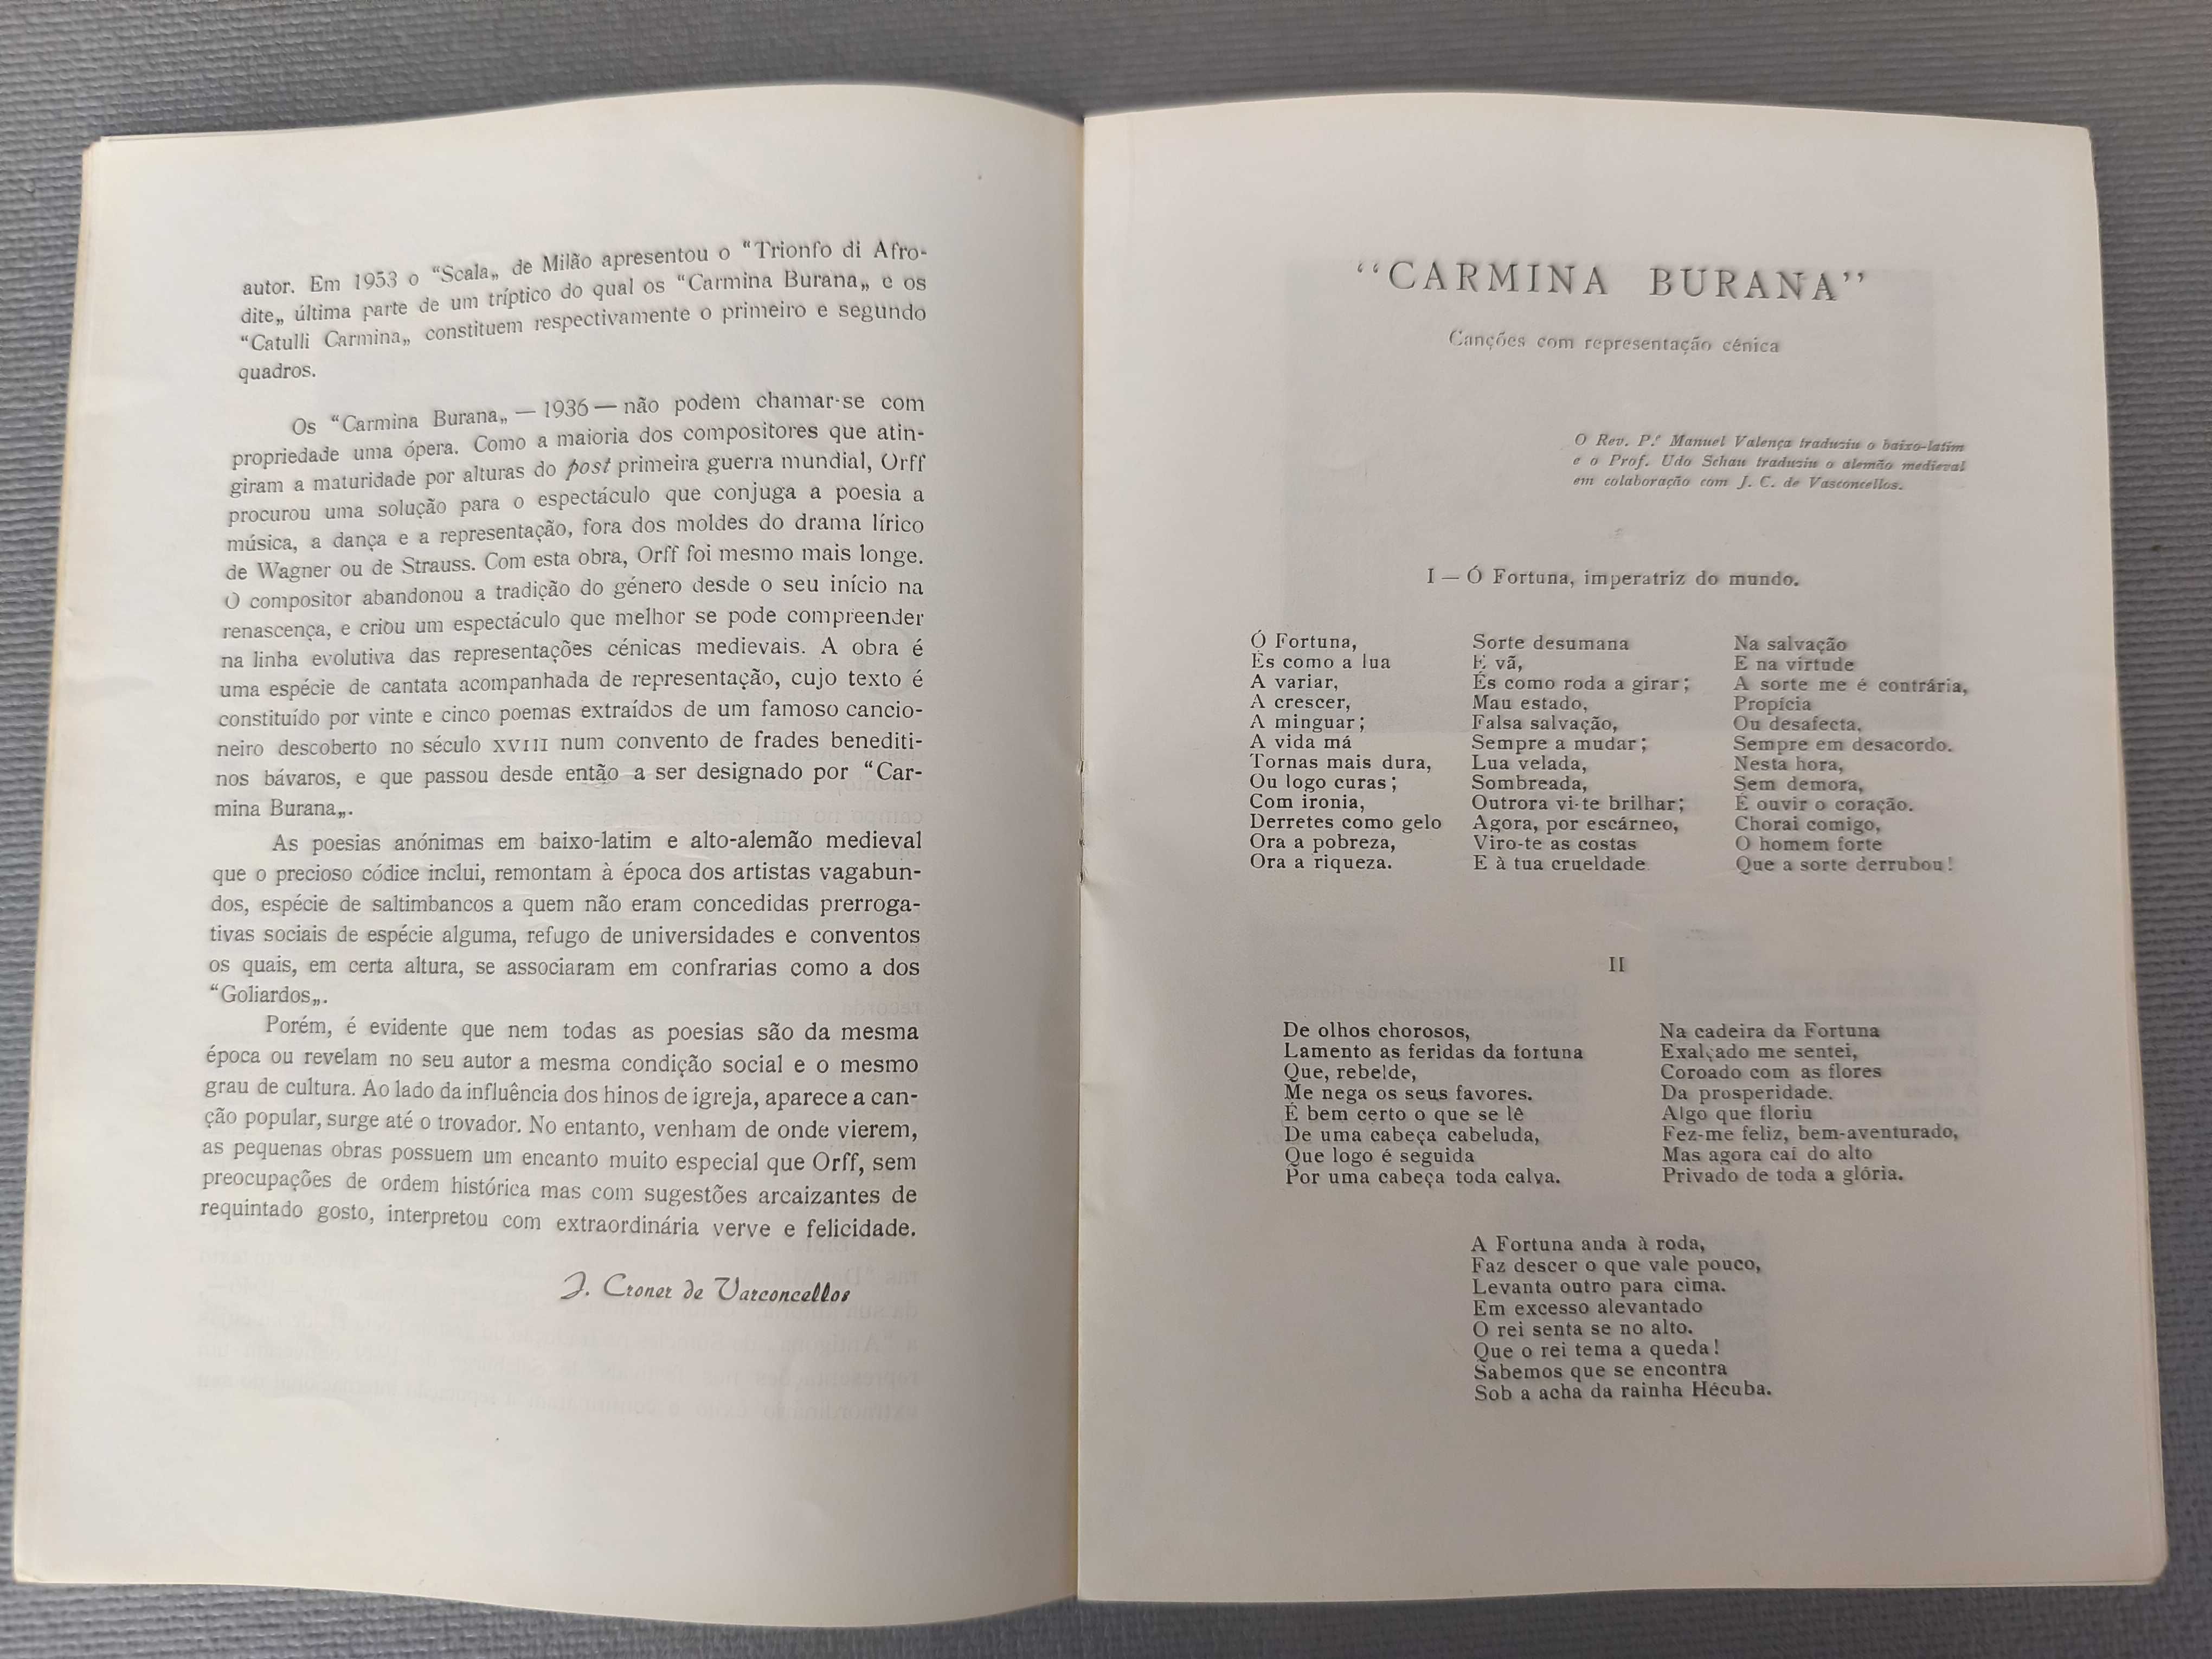 autor. Em 1953 o “Scala„ de Milão apresentou o “Trionfo di Afro-
dite„ última parte de um tríptico do qual os “Carmina Burana„ e os
“Catulli Carmina„ constituem respectivamente o primeiro e segundo
quadros.
Os “Carmina Burana„ — 1936 — não podem chamar-se com
propriedade uma ópera. Como a maioria dos compositores que atin-
giram a maturidade por alturas do post primeira guerra mundial, Orff
procurou uma solução para o espectáculo que conjuga a poesia a
música, a dança e a representação, fora dos moldes do drama lírico
de Wagner ou de Strauss. Com esta obra, Orff foi mesmo mais longe.
O compositor abandonou a tradição do género desde o seu início na
renascença, e criou um espectáculo que melhor se pode compreender
na linha evolutiva das representações cénicas medievais. A obra é
uma espécie de cantata acompanhada de representação, cujo texto é
constituído por vinte e cinco poemas extraídos de um famoso cancio-
neiro descoberto no século XVIII num convento de frades benediti-
nos bávaros, e que passou desde então a ser designado por “Car-
mina Burana„.
As poesias anónimas em baixo-latim e alto-alemão medieval
que o precioso códice inclui, remontam à época dos artistas vagabun-
dos, espécie de saltimbancos a quem não eram concedidas prerroga-
tivas sociais de espécie alguma, refugo de universidades e conventos
os quais, em certa altura, se associaram em confrarias como a dos
“Goliardos„.
Porém, é evidente que nem todas as poesias são da mesma
época ou revelam no seu autor a mesma condição social e o mesmo
grau de cultura. Ao lado da influência dos hinos de igreja, aparece a can-
ção popular, surge até o trovador. No entanto, venham de onde vierem,
as pequenas obras possuem um encanto muito especial que Orff, sem
preocupações de ordem histórica mas com sugestões arcaizantes de
requintado gosto, interpretou com extraordinária verve e felicidade.
J. Croner de Varconcellos
“CARMINA BURANA”
Canções com representação cénica
O Rev. P.e Manuel Valença traduziu o baixo-latim
e o Prof. Udo Schau traduziu o alemão medieval
em colaboração com J. C. de Vasconcellos.
I — Ó Fortuna, imperatriz do mundo.
Ó Fortuna,
És como a lua
A variar,
A crescer,
A minguar;
A vida má
Tornas mais dura,
Ou logo curas;
Com ironia,
Derretes como gelo
Ora a pobreza,
Ora a riqueza.
Sorte desumana
E vã,
És como roda a girar;
Mau estado,
Falsa salvação,
Sempre a mudar;
Lua velada,
Sombreada,
Outrora vi-te brilhar;
Agora, por escárneo,
Viro-te as costas
E à tua crueldade
Na salvação
E na virtude
A sorte me é contrária,
Propícia
Ou desafecta,
Sempre em desacordo.
Nesta hora,
Sem demora,
É ouvir o coração.
Chorai comigo,
O homem forte
Que a sorte derrubou!
II
De olhos chorosos,
Lamento as feridas da fortuna
Que, rebelde,
Me nega os seus favores.
É bem certo o que se lê
De uma cabeça cabeluda,
Que logo é seguida
Por uma cabeça toda calva.
Na cadeira da Fortuna
Exalçado me sentei,
Coroado com as flores
Da prosperidade.
Algo que floriu
Fez-me feliz, bem-aventurado,
Mas agora caí do alto
Privado de toda a glória.
A Fortuna anda à roda,
Faz descer o que vale pouco,
Levanta outro para cima.
Em excesso alevantado
O rei senta se no alto.
Que o rei tema a queda!
Sabemos que se encontra
Sob a acha da rainha Hécuba.